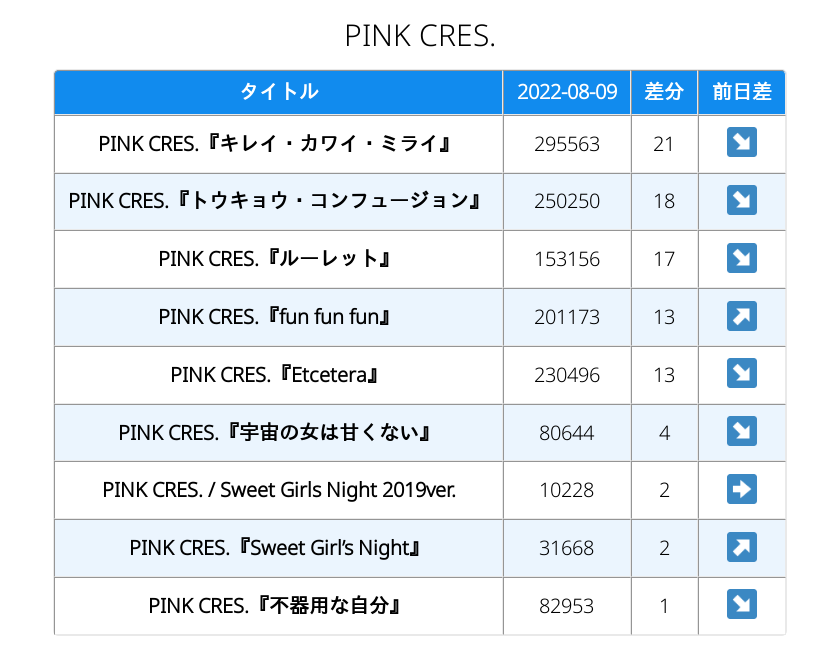 PINK CRES.
タイトル 2022-08-09 差分 前日差
PINK CRES.『キレイ・カワイ・ミライ』 295563 21 ↘
PINK CRES.『トウキョウ・コンフュージョン』 250250 18 ↘
PINK CRES.『ルーレット』 153156 17 ↘
PINK CRES.『fun fun fun』 201173 13 ↗
PINK CRES.『Etcetera』 230496 13 ↘
PINK CRES.『宇宙の女は甘くない』 80644 4 ↘
PINK CRES. / Sweet Girls Night 2019ver. 10228 2 ➡
PINK CRES.『Sweet Girl’s Night』 31668 2 ↗
PINK CRES.『不器用な自分』 82953 1 ↘